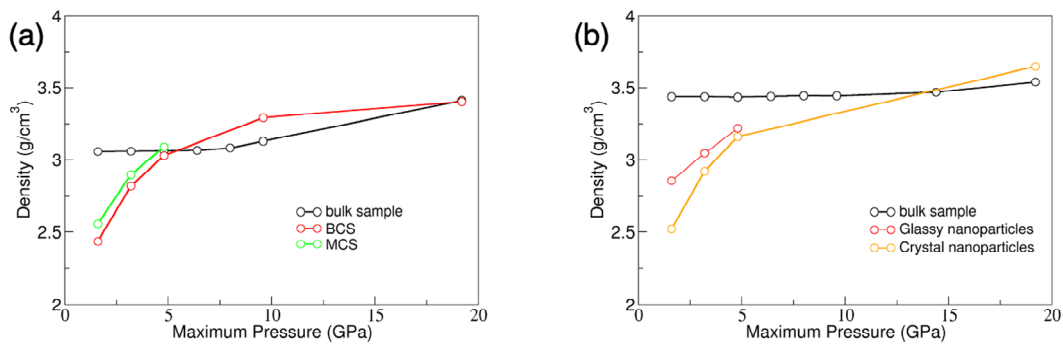 (a)
4
3.5
3
2.5
2
Density (g/cm³)
bulk sample
BCS
MCS
0 5 10 15 20
Maximum Pressure (GPa)
(b)
4
3.5
3
2.5
2
Density (g/cm³)
bulk sample
Glassy nanoparticles
Crystal nanoparticles
0 5 10 15 20
Maximum Pressure (GPa)